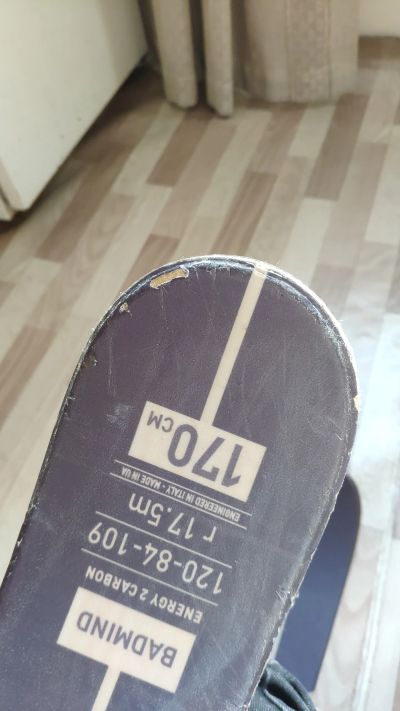 BADMIND
ENERGY 2 CARBON
120-84-109
r 17.5m
ENGINEERED IN ITALY - MADE IN UA
170 CM